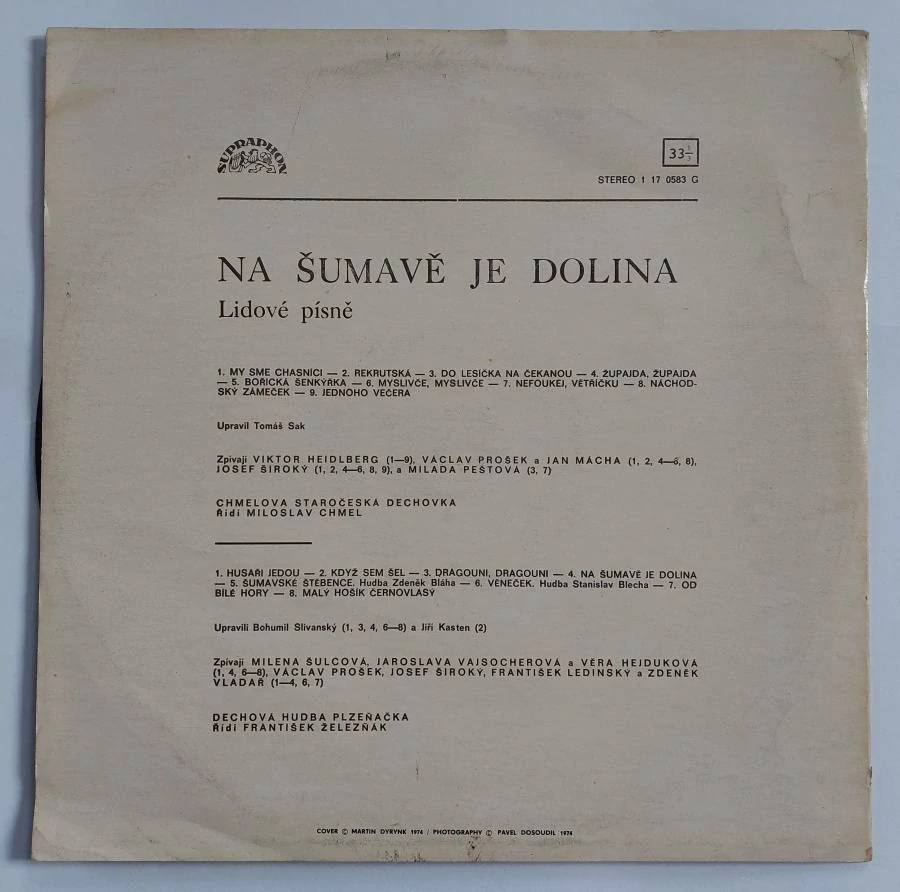 SUPRAPHON
33 1/3
STEREO 1 17 0583 G
NA ŠUMAVĚ JE DOLINA
Lidové písně
1. MY SME CHASNÍCI — 2. REKRUTSKÁ — 3. DO LESÍČKA NA ČEKANOU — 4. ŽUPAJDA, ŽUPAJDA
— 5. BOŘICKÁ ŠENKÝŘKA — 6. MYSLIVČE, MYSLIVČE — 7. NEFOUKEJ, VĚTŘÍČKU — 8. NÁCHOD-
SKÝ ZÁMEČEK — 9. JEDNOHO VEČERA
Upravil Tomáš Sak
Zpívají VIKTOR HEIDLBERG (1—9), VÁCLAV PROŠEK a JAN MÁCHA (1, 2, 4—6, 8),
JOSEF ŠIROKÝ (1, 2, 4—6, 8, 9), a MILADA PEŠTOVÁ (3, 7)
CHMELOVA STAROČESKÁ DECHOVKA
Řídí MILOSLAV CHMEL
1. HUSAŘI JEDOU — 2. KDYŽ SEM ŠEL — 3. DRAGOUNI, DRAGOUNI — 4. NA ŠUMAVĚ JE DOLINA
— 5. ŠUMAVSKÉ ŠTĚBENCE. Hudba Zdeněk Bláha — 6. VĚNEČEK. Hudba Stanislav Blecha — 7. OD
BÍLÉ HORY — 8. MALÝ HOŠÍK ČERNOVLASÝ
Upravili Bohumil Slivanský (1, 3, 4, 6—8) a Jiří Kasten (2)
Zpívají MILENA ŠULCOVÁ, JAROSLAVA VAJSOCHEROVÁ a VĚRA HEJDUKOVÁ
(1, 4, 6—8), VÁCLAV PROŠEK, JOSEF ŠIROKÝ, FRANTIŠEK LEDINSKÝ a ZDENĚK
VLADAŘ (1—4, 6, 7)
DECHOVÁ HUDBA PLZEŇAČKA
Řídí FRANTIŠEK ŽELEZŇÁK
COVER © MARTIN DYRYNK 1974 / PHOTOGRAPHY © PAVEL DOSOUDIL 1974